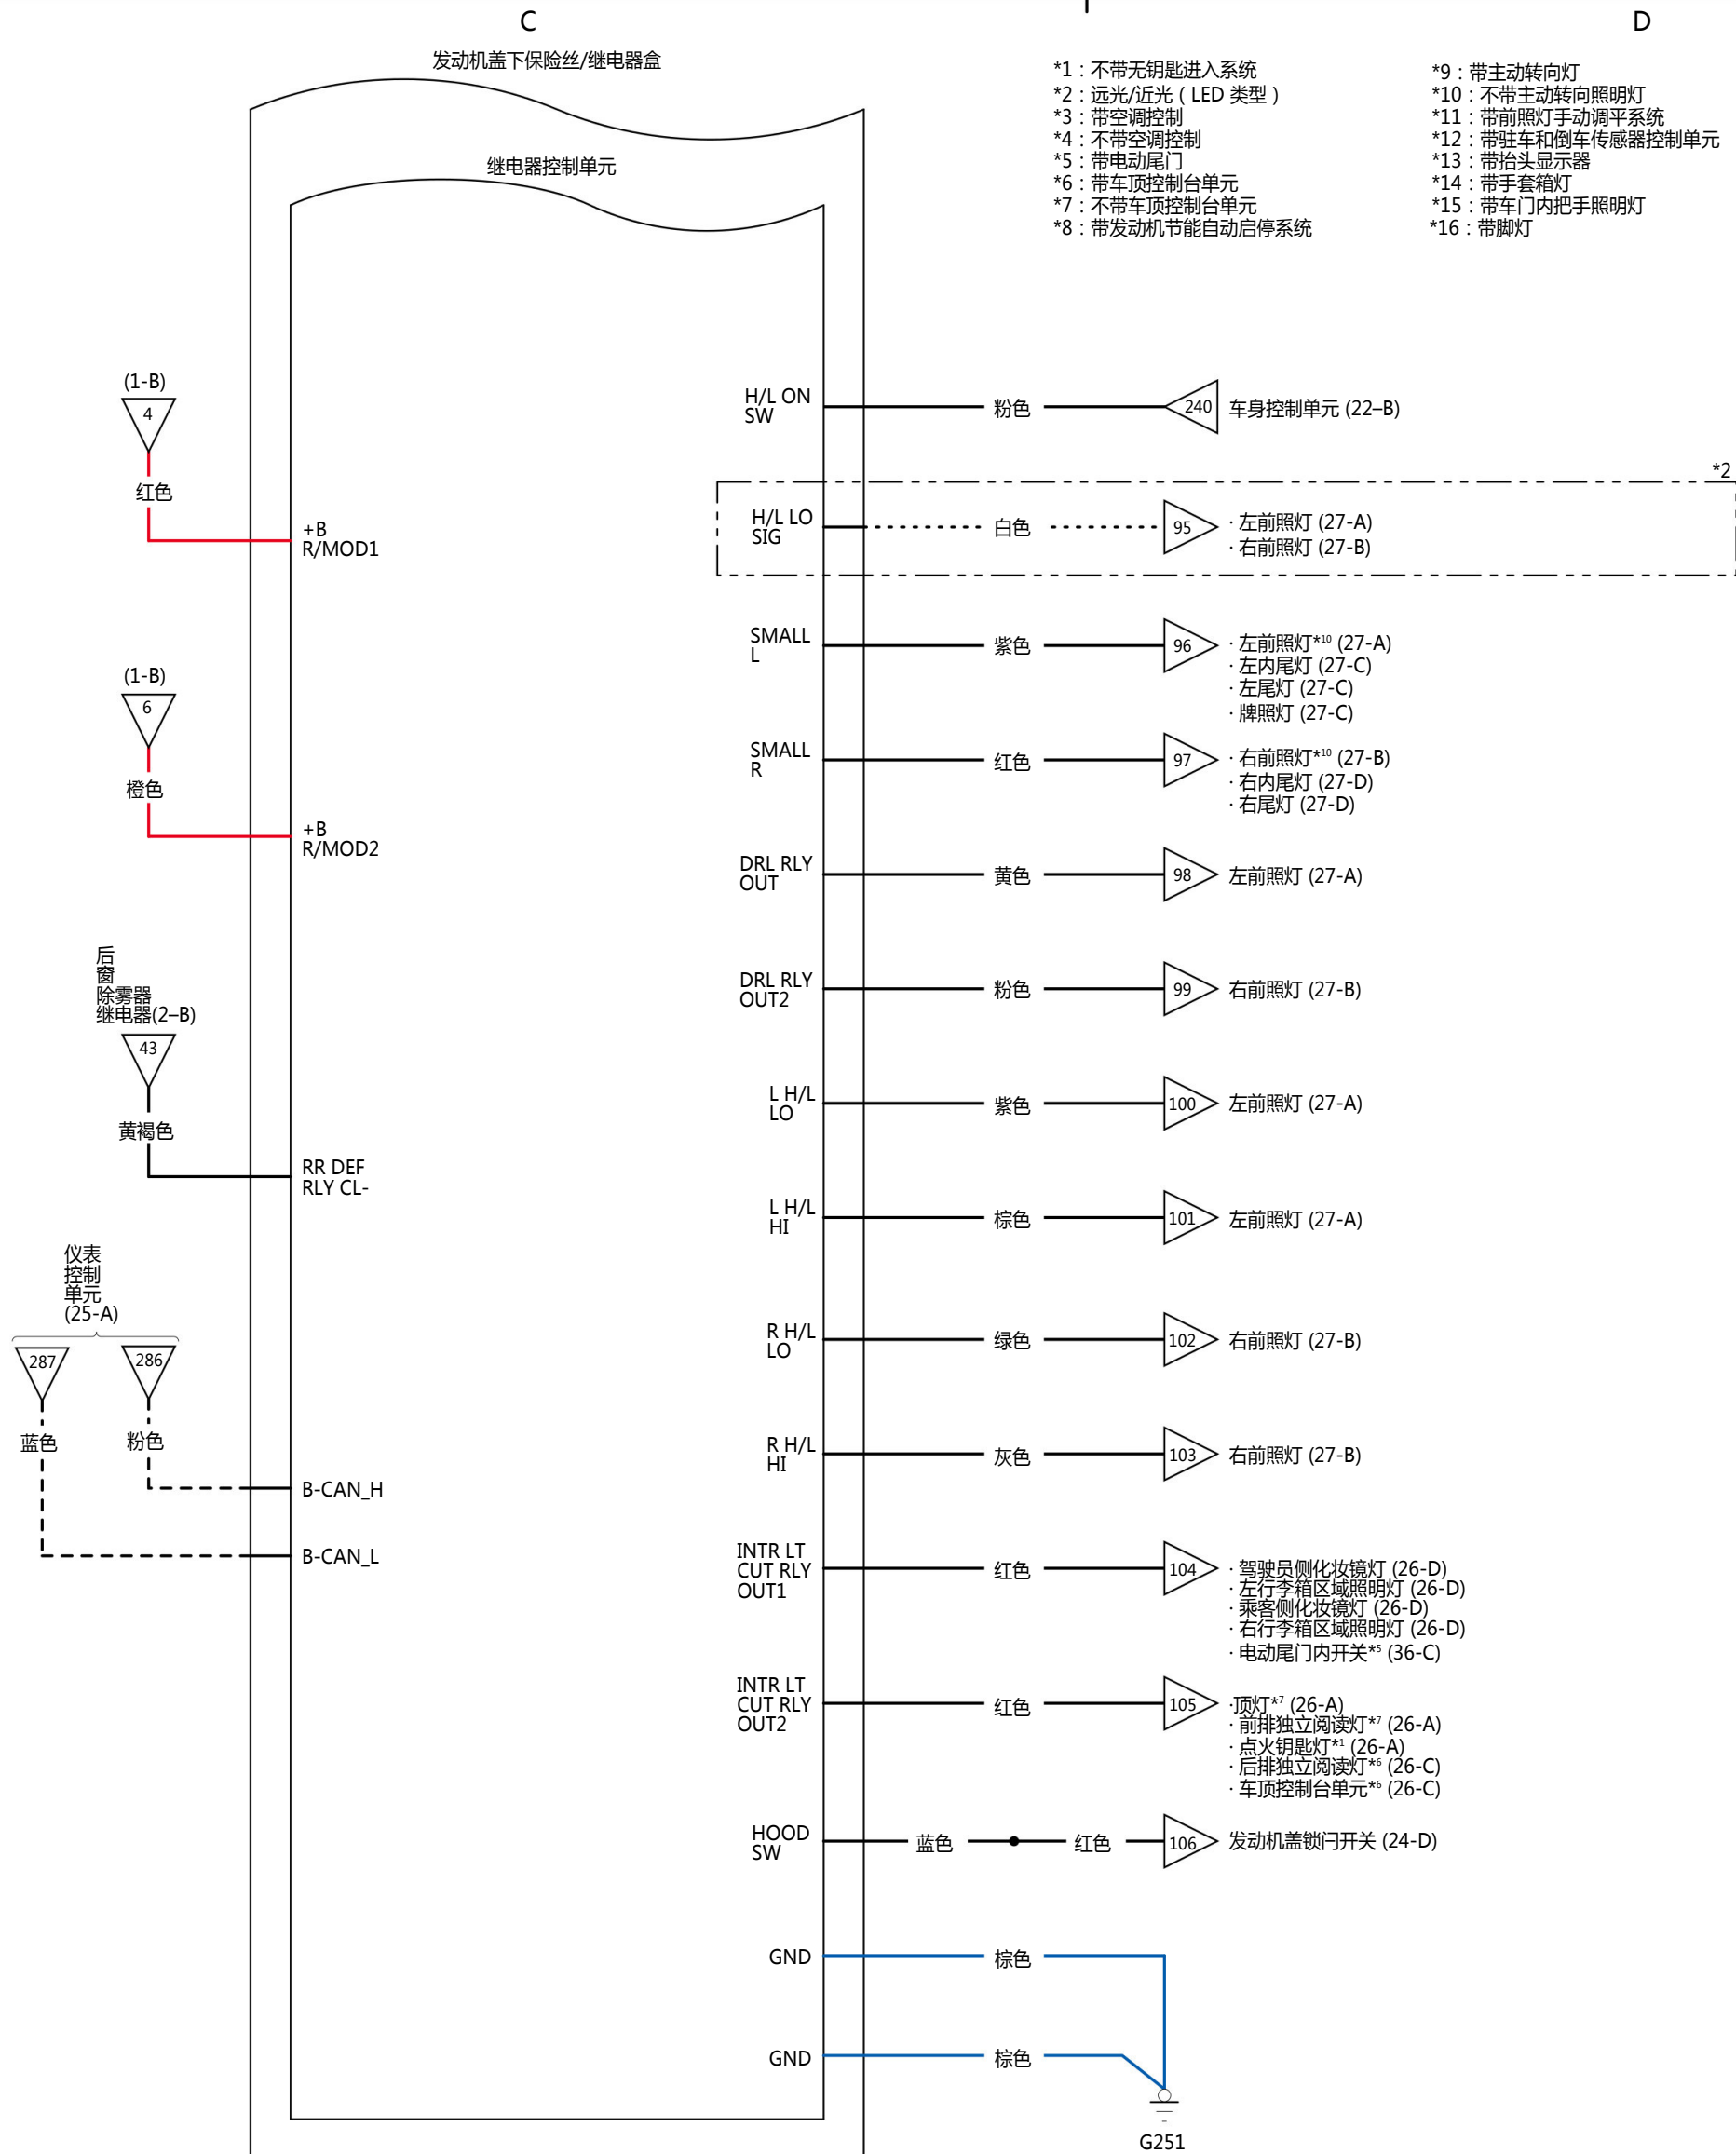 C
D
发动机盖下保险丝/继电器盒
继电器控制单元
*1：不带无钥匙进入系统
*2：远光/近光（LED 类型）
*3：带空调控制
*4：不带空调控制
*5：带电动尾门
*6：带车顶控制台单元
*7：不带车顶控制台单元
*8：带发动机节能自动启停系统
*9：带主动转向灯
*10：不带主动转向照明灯
*11：带前照灯手动调平系统
*12：带驻车和倒车传感器控制单元
*13：带抬头显示器
*14：带手套箱灯
*15：带车门内把手照明灯
*16：带脚灯
(1-B)
4
红色
+B
R/MOD1
(1-B)
6
橙色
+B
R/MOD2
后
窗
除雾器
继电器(2–B)
43
黄褐色
RR DEF
RLY CL-
仪表
控制
单元
(25-A)
287
286
蓝色
粉色
B-CAN_H
B-CAN_L
H/L ON
SW
粉色
240
车身控制单元 (22–B)
*2
H/L LO
SIG
白色
95
· 左前照灯 (27-A)
· 右前照灯 (27-B)
SMALL
L
紫色
96
· 左前照灯*10 (27-A)
· 左内尾灯 (27-C)
· 左尾灯 (27-C)
· 牌照灯 (27-C)
SMALL
R
红色
97
· 右前照灯*10 (27-B)
· 右内尾灯 (27-D)
· 右尾灯 (27-D)
DRL RLY
OUT
黄色
98
左前照灯 (27-A)
DRL RLY
OUT2
粉色
99
右前照灯 (27-B)
L H/L
LO
紫色
100
左前照灯 (27-A)
L H/L
HI
棕色
101
左前照灯 (27-A)
R H/L
LO
绿色
102
右前照灯 (27-B)
R H/L
HI
灰色
103
右前照灯 (27-B)
INTR LT
CUT RLY
OUT1
红色
104
· 驾驶员侧化妆镜灯 (26-D)
· 左行李箱区域照明灯 (26-D)
· 乘客侧化妆镜灯 (26-D)
· 右行李箱区域照明灯 (26-D)
· 电动尾门内开关*5 (36-C)
INTR LT
CUT RLY
OUT2
红色
105
·顶灯*7 (26-A)
· 前排独立阅读灯*7 (26-A)
· 点火钥匙灯*1 (26-A)
· 后排独立阅读灯*6 (26-C)
· 车顶控制台单元*6 (26-C)
HOOD
SW
蓝色
红色
106
发动机盖锁闩开关 (24-D)
GND
棕色
GND
棕色
G251